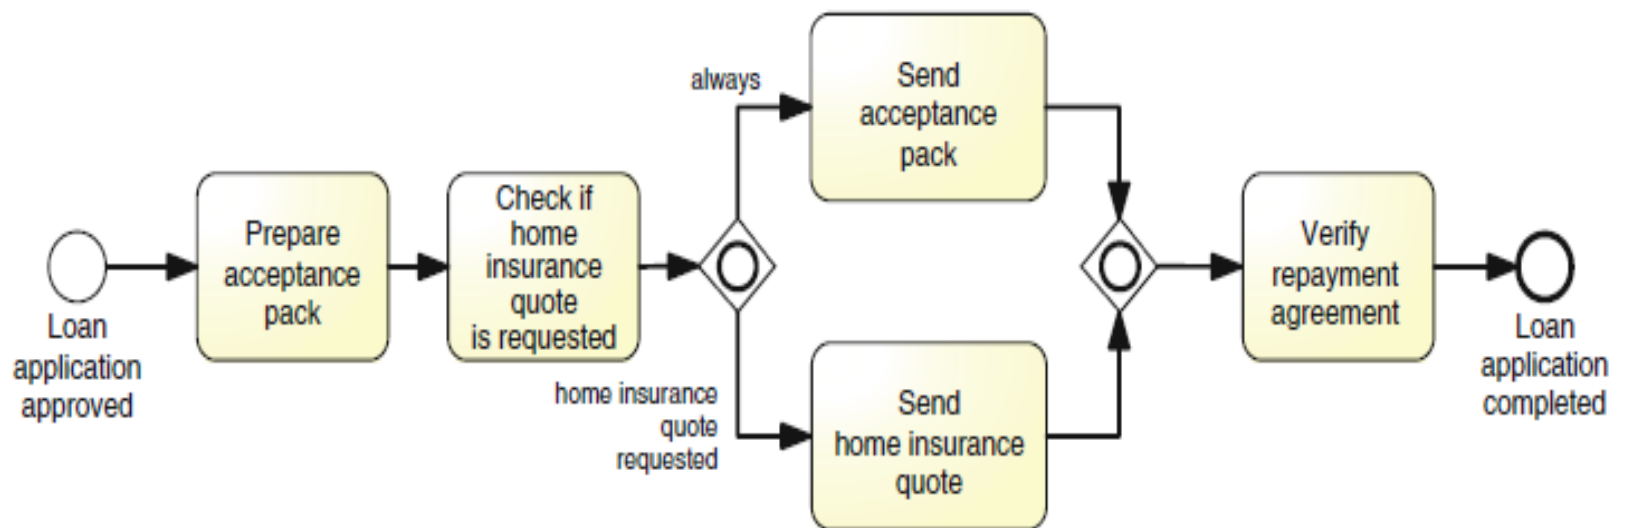 Loan
application
approved
Prepare
acceptance
pack
Check if
home
insurance
quote
is requested
always
home insurance
quote
requested
Send
acceptance
pack
Send
home insurance
quote
Verify
repayment
agreement
Loan
application
completed